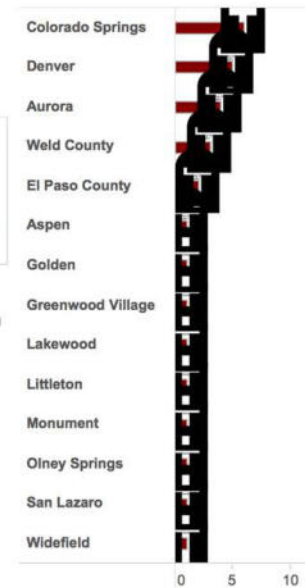 Colorado Springs
Denver
Aurora
Weld County
El Paso County
Aspen
Golden
Greenwood Village
Lakewood
Littleton
Monument
Olney Springs
San Lazaro
Widefield
0 5 10